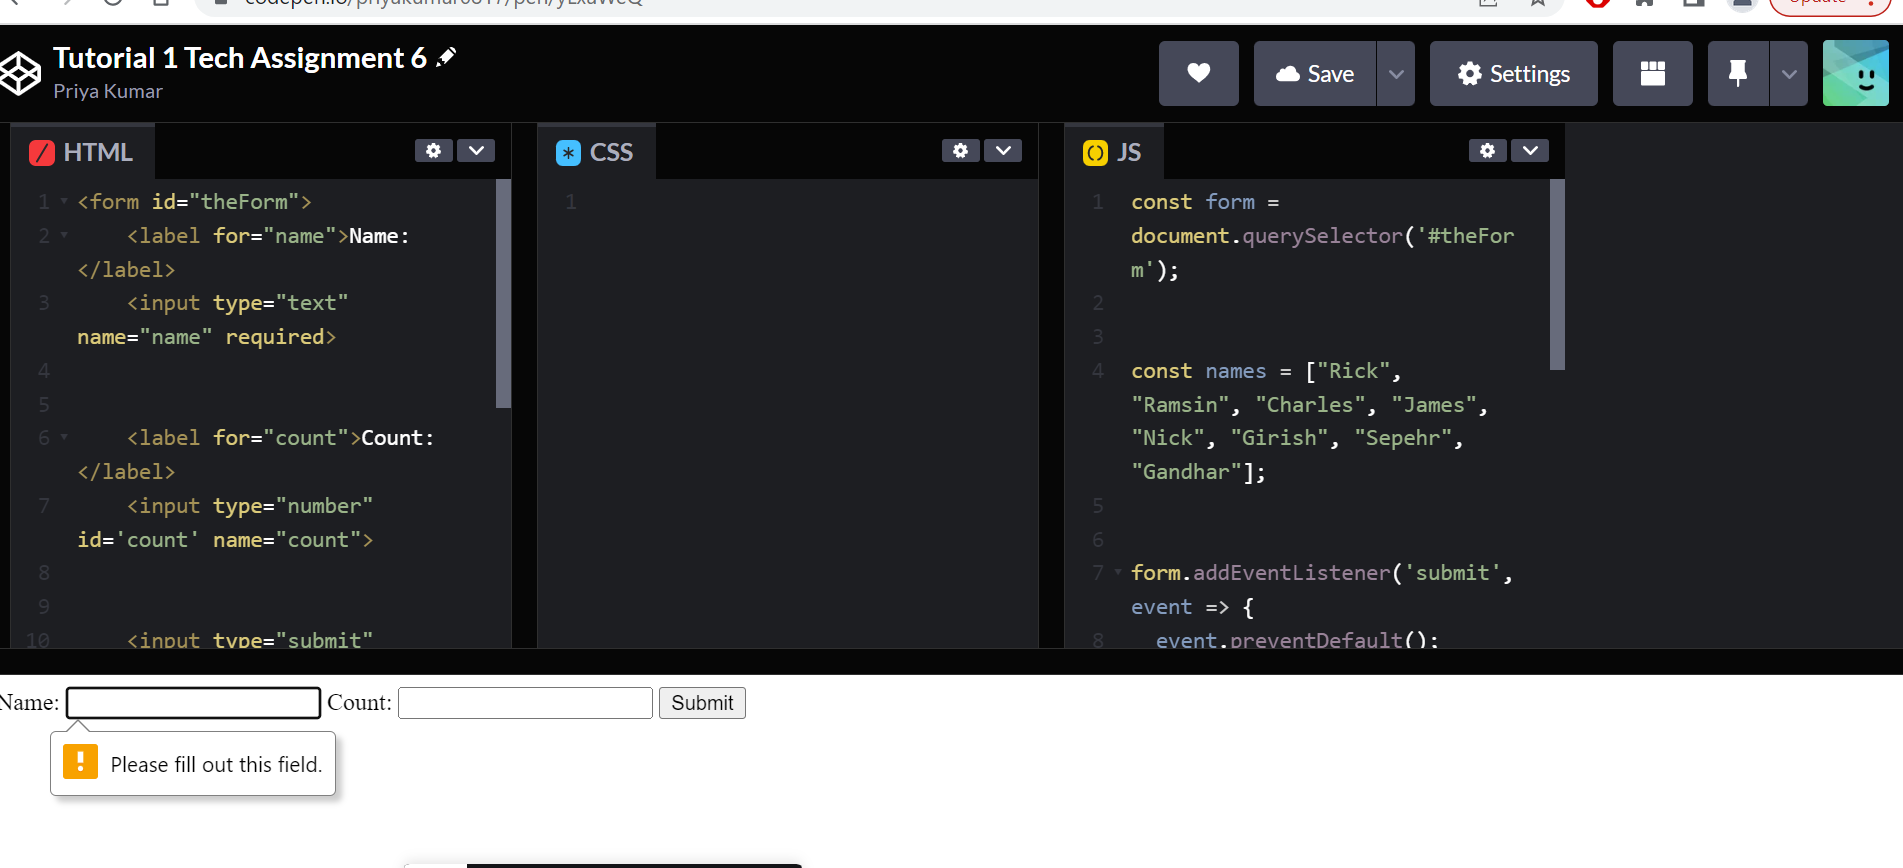 Update
Tutorial 1 Tech Assignment 6
Priya Kumar
Save
Settings
HTML
1 <form id="theForm">
2 <label for="name">Name:
</label>
3 <input type="text"
name="name" required>
4
5
6 <label for="count">Count:
</label>
7 <input type="number"
id='count' name="count">
8
9
10 <input type="submit"
CSS
1
JS
1 const form =
document.querySelector('#theFor
m');
2
3
4 const names = ["Rick",
"Ramsin", "Charles", "James",
"Nick", "Girish", "Sepehr",
"Gandhar"];
5
6
7 form.addEventListener('submit',
event => {
8 event.preventDefault();
Name: Count: Submit
Please fill out this field.